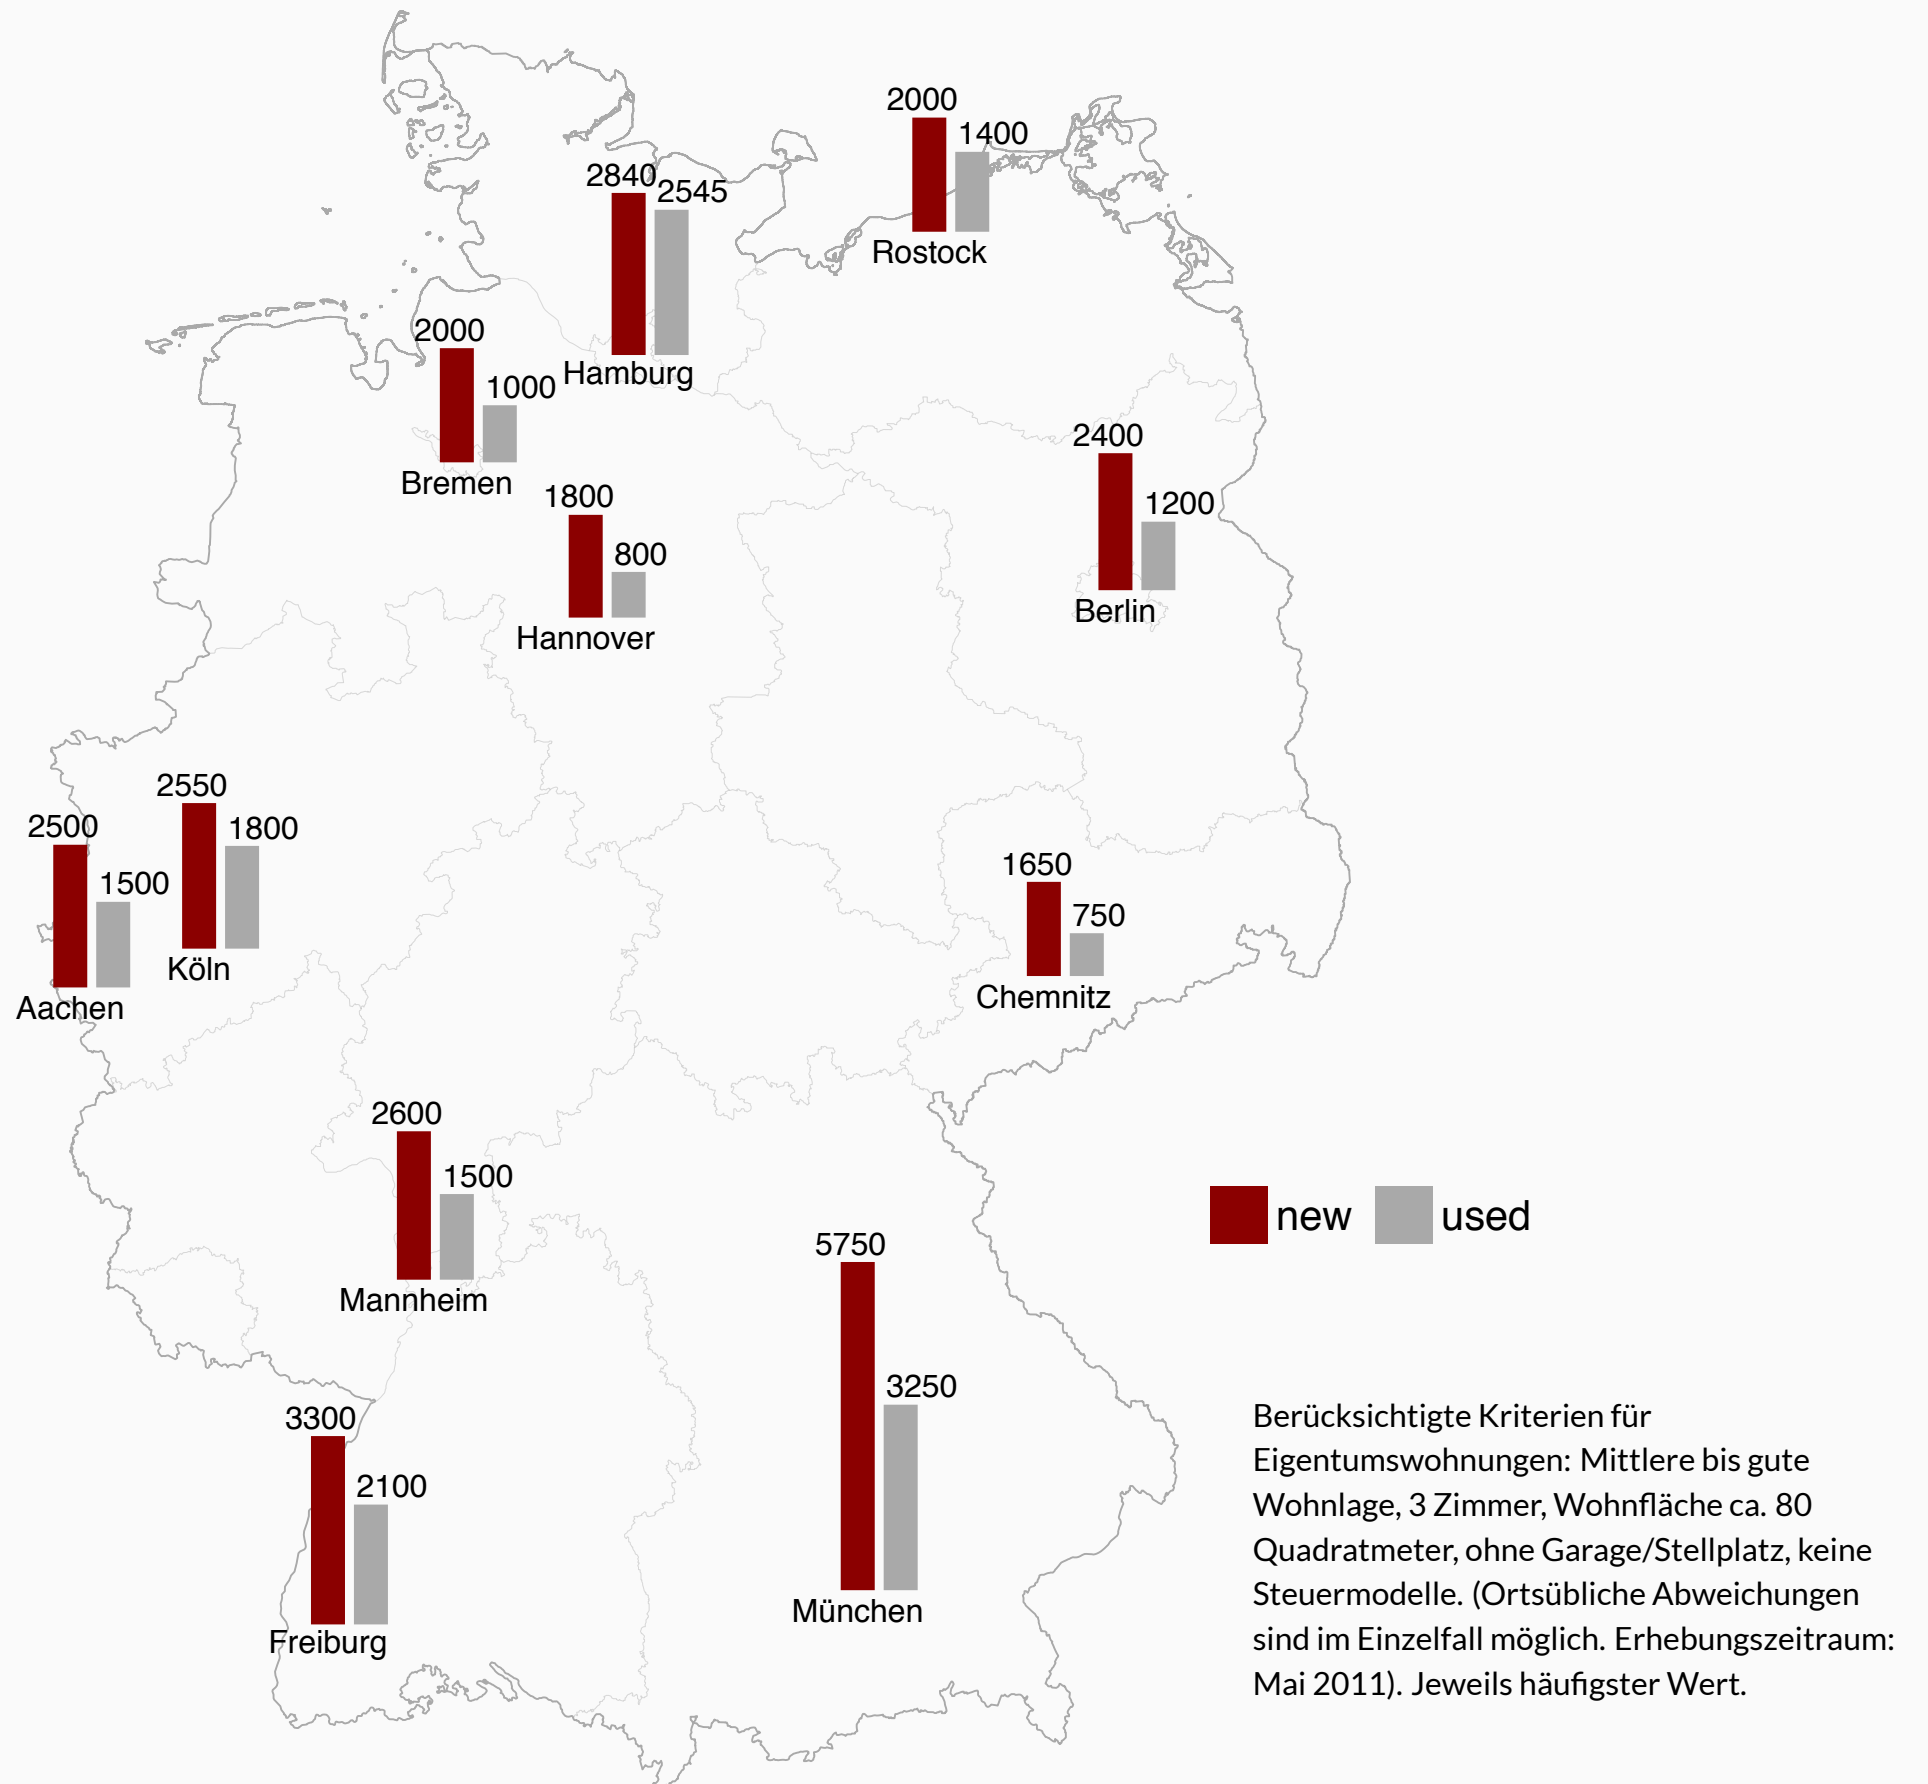 2000
1400
Rostock
2840
2545
Hamburg
2000
1000
Bremen
2400
1200
Berlin
1800
800
Hannover
2550
1800
Köln
2500
1500
Aachen
1650
750
Chemnitz
2600
1500
Mannheim
new used
5750
3250
München
3300
2100
Freiburg
Berücksichtigte Kriterien für
Eigentumswohnungen: Mittlere bis gute
Wohnlage, 3 Zimmer, Wohnfläche ca. 80
Quadratmeter, ohne Garage/Stellplatz, keine
Steuermodelle. (Ortsübliche Abweichungen
sind im Einzelfall möglich. Erhebungszeitraum:
Mai 2011). Jeweils häufigster Wert.